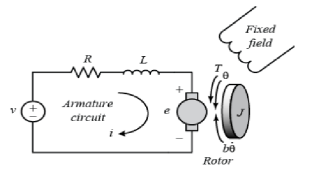 Fixed
field
R
L
T
θ
v
+
−
Armature
circuit
i
+
e
−
J
bθ̇
Rotor